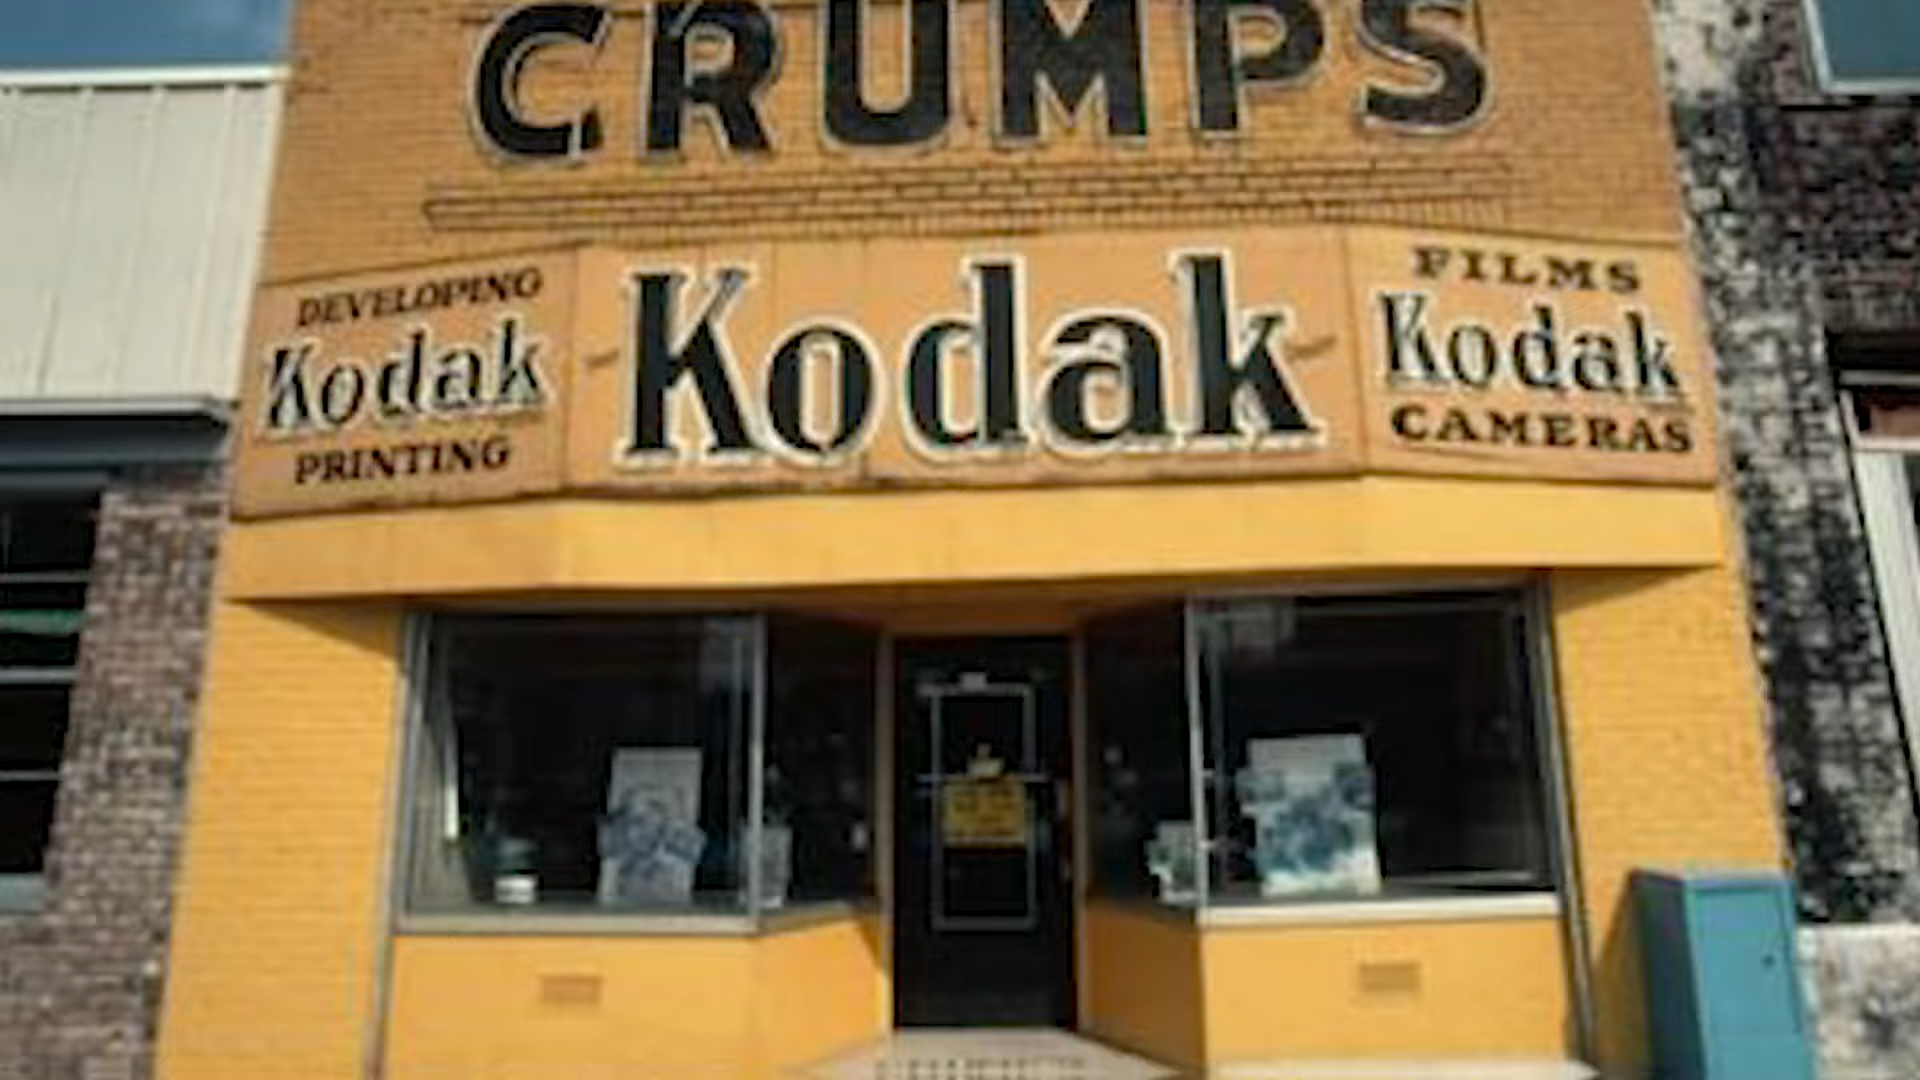 CRUMPS
DEVELOPING
Kodak
PRINTING
Kodak
FILMS
Kodak
CAMERAS